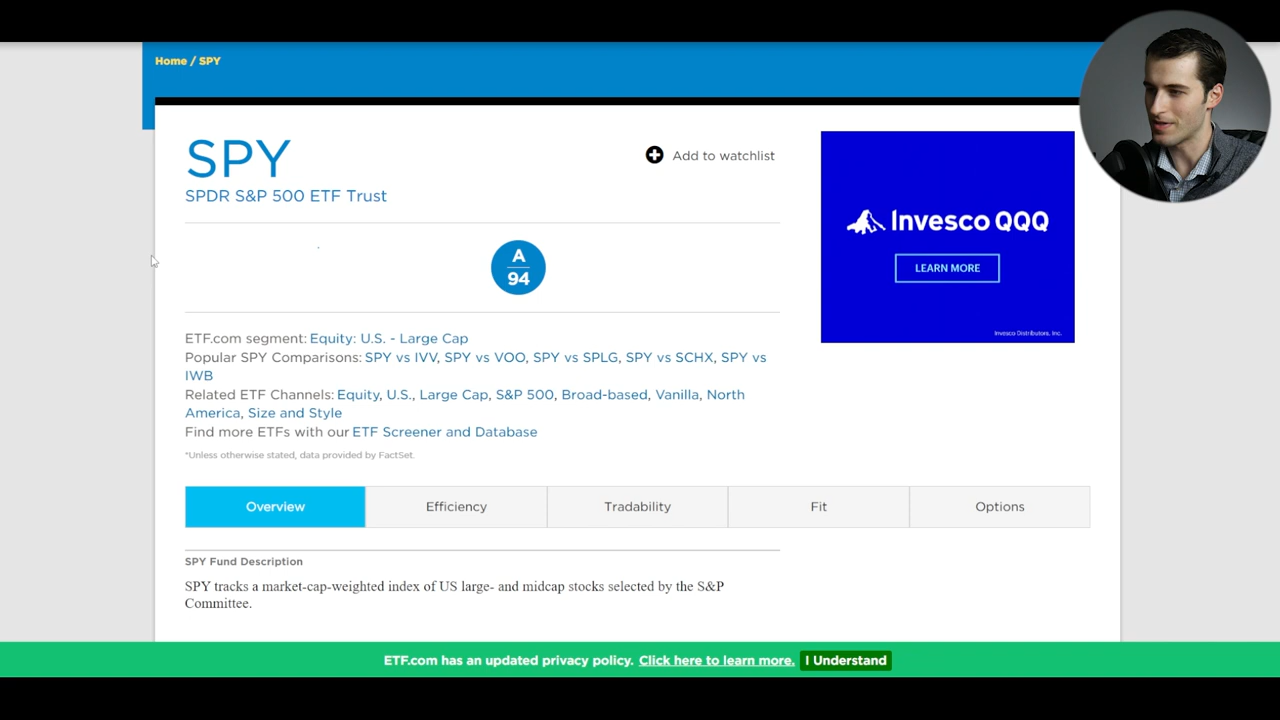 Home / SPY
SPY
SPDR S&P 500 ETF Trust
Add to watchlist
A
94
Invesco QQQ
LEARN MORE
Invesco Distributors, Inc.
ETF.com segment: Equity: U.S. - Large Cap
Popular SPY Comparisons: SPY vs IVV, SPY vs VOO, SPY vs SPLG, SPY vs SCHX, SPY vs
IWB
Related ETF Channels: Equity, U.S., Large Cap, S&P 500, Broad-based, Vanilla, North
America, Size and Style
Find more ETFs with our ETF Screener and Database
*Unless otherwise stated, data provided by FactSet.
Overview Efficiency Tradability Fit Options
SPY Fund Description
SPY tracks a market-cap-weighted index of US large- and midcap stocks selected by the S&P
Committee.
ETF.com has an updated privacy policy. Click here to learn more. I Understand